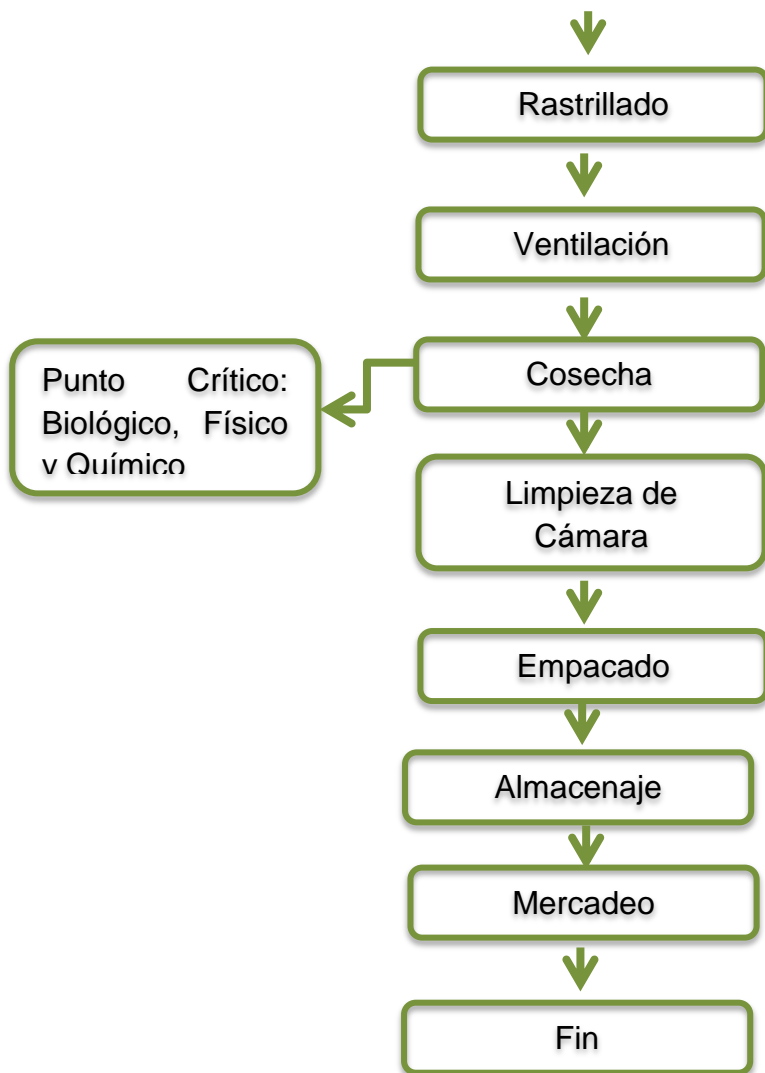 Rastrillado
Ventilación
Cosecha
Punto Crítico:
Biológico, Físico
y Químico
Limpieza de
Cámara
Empacado
Almacenaje
Mercadeo
Fin